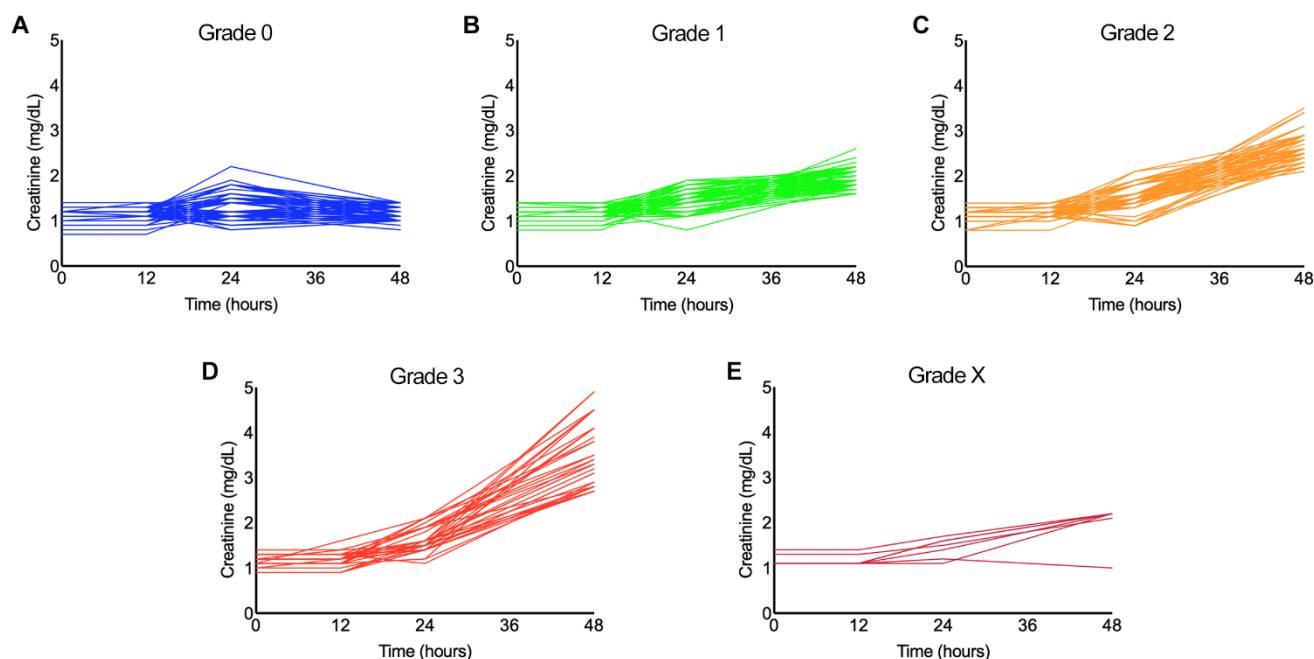 A
Grade 0
Creatinine (mg/dL)
5
4
3
2
1
0
0 12 24 36 48
Time (hours)
B
Grade 1
Creatinine (mg/dL)
5
4
3
2
1
0
0 12 24 36 48
Time (hours)
C
Grade 2
Creatinine (mg/dL)
5
4
3
2
1
0
0 12 24 36 48
Time (hours)
D
Grade 3
Creatinine (mg/dL)
5
4
3
2
1
0
0 12 24 36 48
Time (hours)
E
Grade X
Creatinine (mg/dL)
5
4
3
2
1
0
0 12 24 36 48
Time (hours)